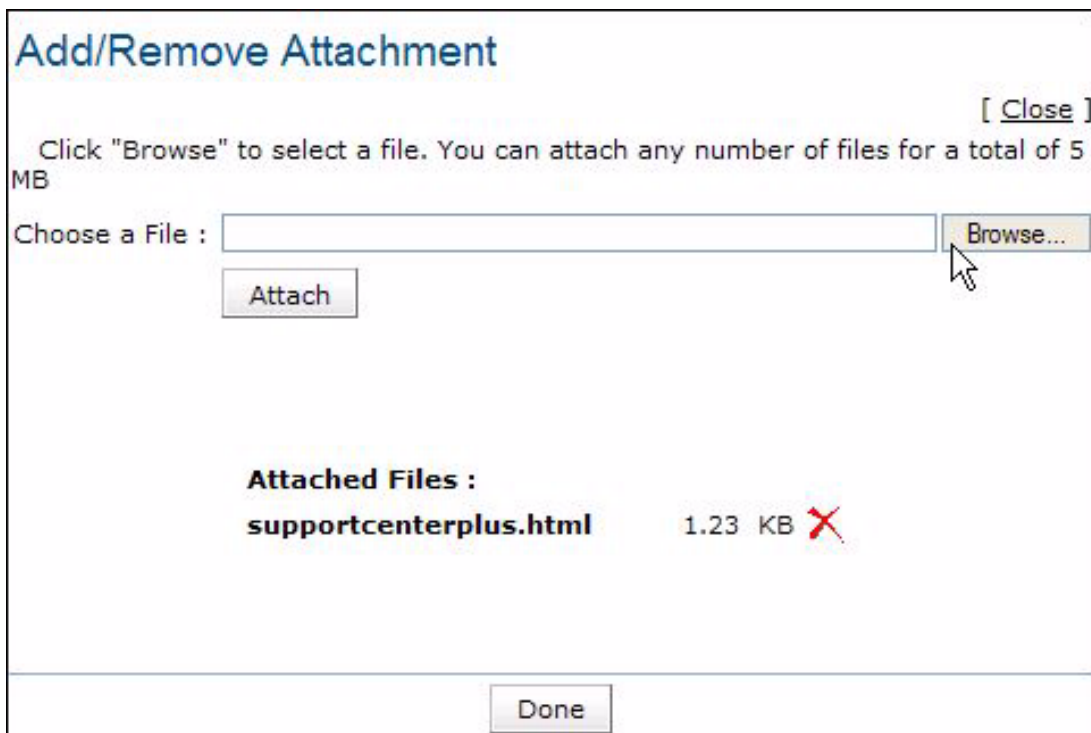 Add/Remove Attachment
[ Close ]
Click "Browse" to select a file. You can attach any number of files for a total of 5
MB
Choose a File : Browse...
Attach
Attached Files :
supportcenterplus.html 1.23 KB
Done